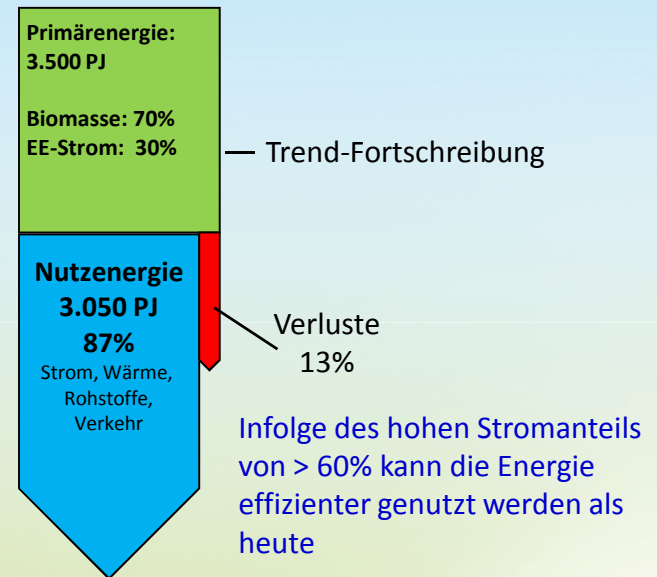 Primärenergie:
3.500 PJ
Biomasse: 70%
EE-Strom: 30%
Trend-Fortschreibung
Nutzenergie
3.050 PJ
87%
Strom, Wärme,
Rohstoffe,
Verkehr
Verluste
13%
Infolge des hohen Stromanteils
von > 60% kann die Energie
effizienter genutzt werden als
heute